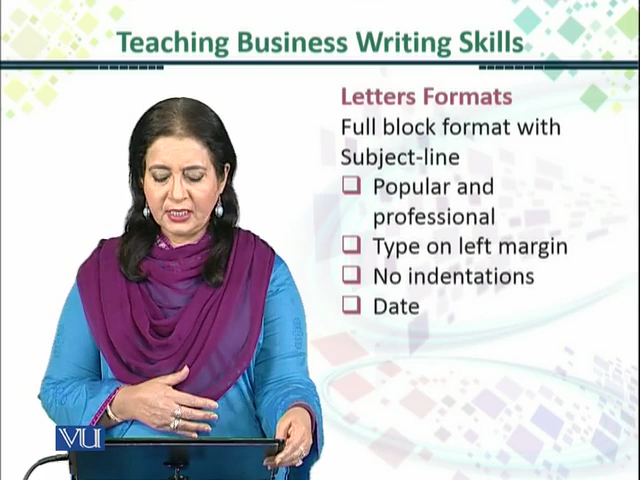 Teaching Business Writing Skills
Letters Formats
Full block format with
Subject-line
Popular and
professional
Type on left margin
No indentations
Date
VU